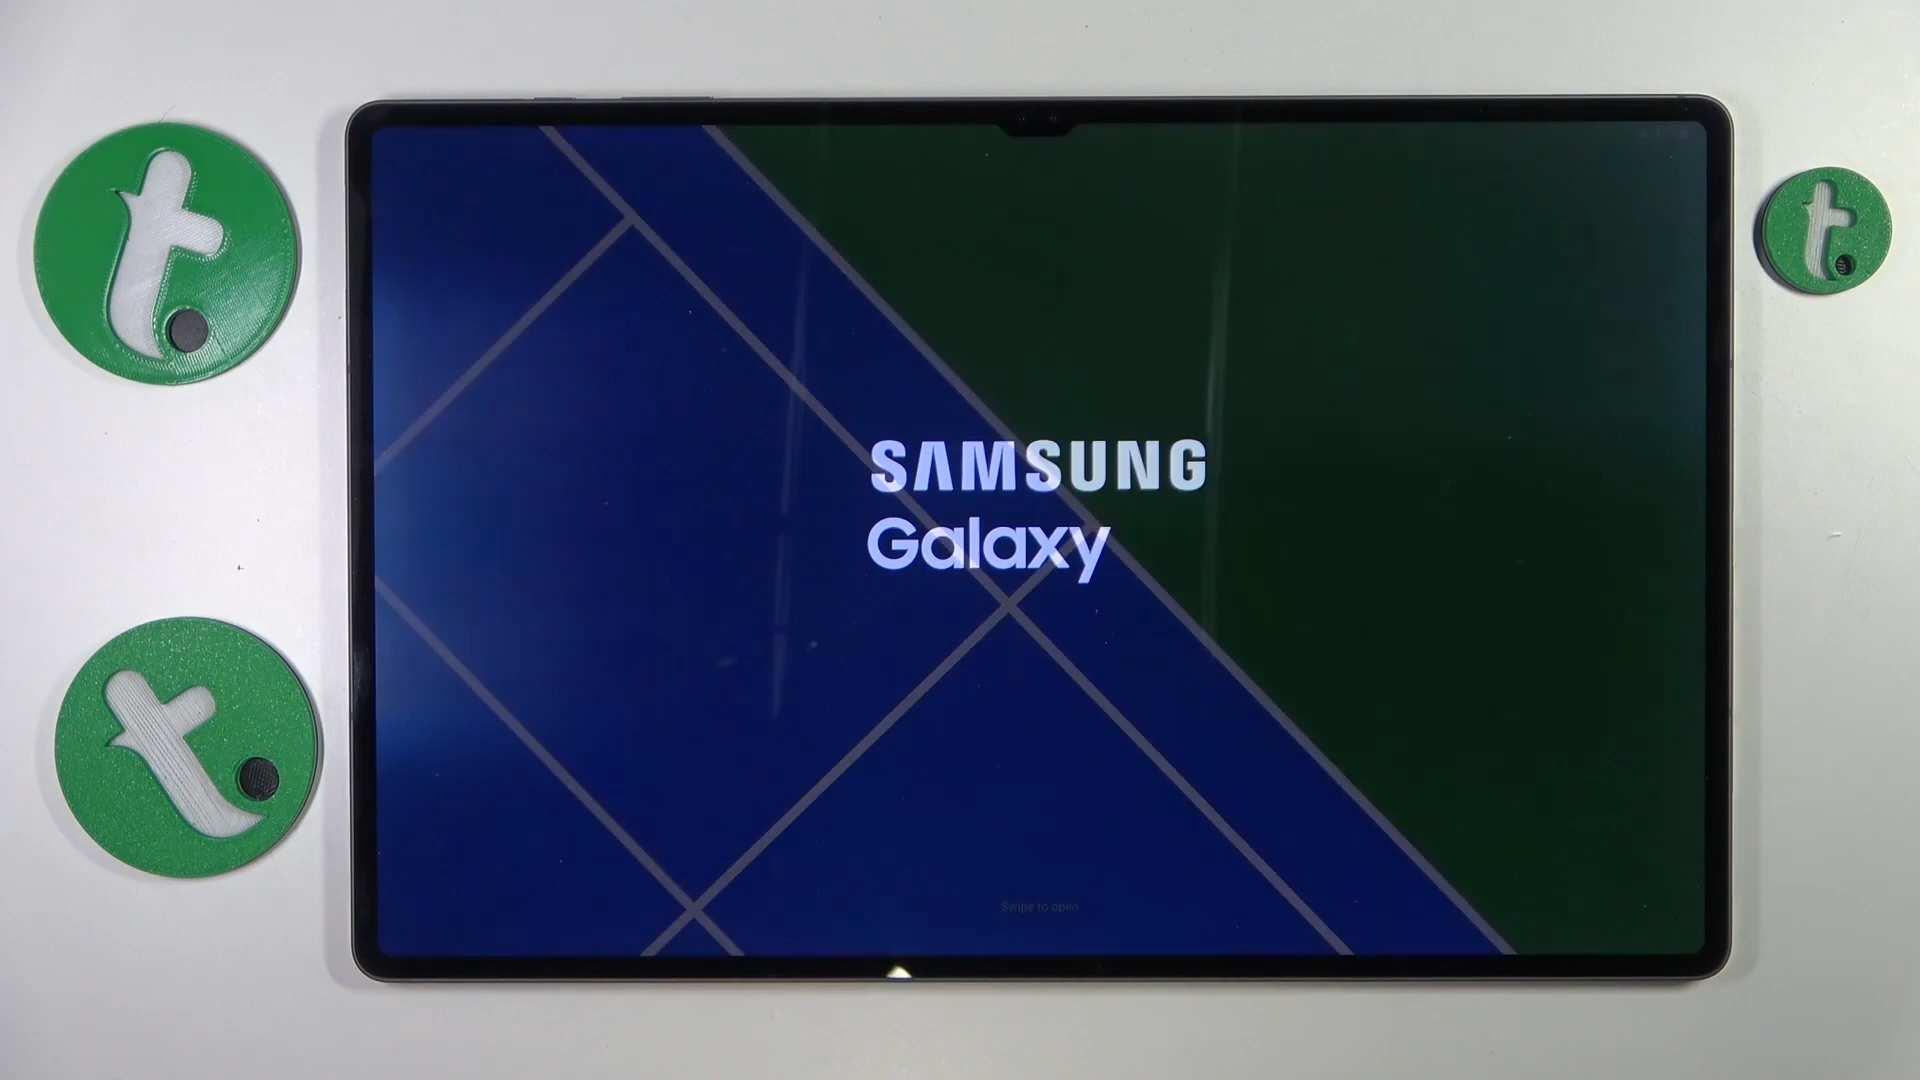 t.
t.
SAMSUNG
Galaxy
t.
Swipe to open